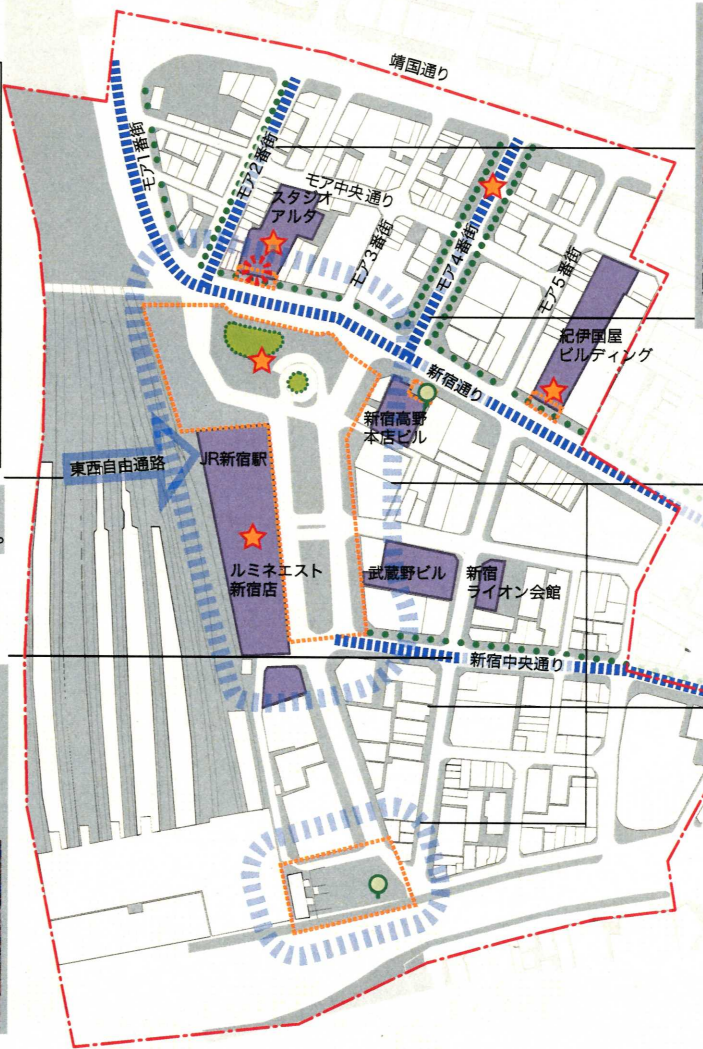 靖国通り
モア1番街
モア2番街
モア中央通り
スタジオ
アルタ
モア3番街
モア4番街
モア5番街
紀伊国屋
ビルディング
新宿通り
新宿高野
本店ビル
東西自由通路
JR新宿駅
ルミネエスト
新宿店
武蔵野ビル
新宿
ライオン会館
新宿中央通り